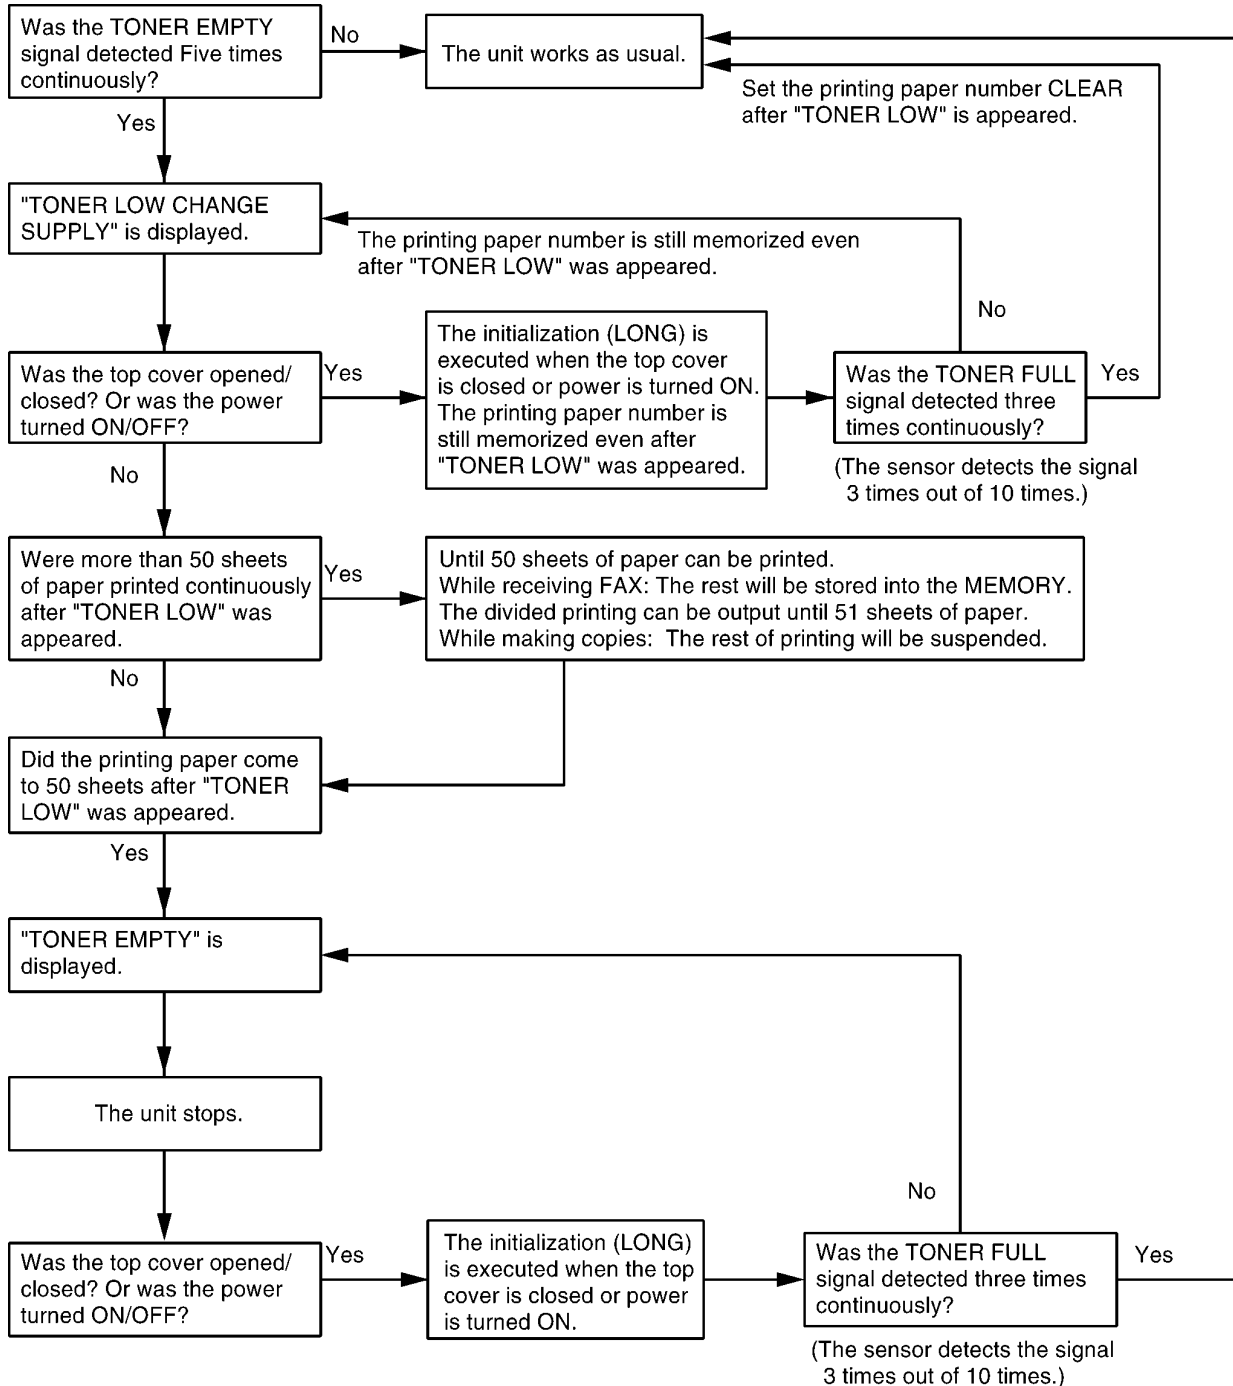 Was the TONER EMPTY
signal detected Five times
continuously?
No
The unit works as usual.
Set the printing paper number CLEAR
after "TONER LOW" is appeared.
Yes
"TONER LOW CHANGE
SUPPLY" is displayed.
The printing paper number is still memorized even
after "TONER LOW" was appeared.
No
Was the top cover opened/
closed? Or was the power
turned ON/OFF?
Yes
The initialization (LONG) is
executed when the top cover
is closed or power is turned ON.
The printing paper number is
still memorized even after
"TONER LOW" was appeared.
Was the TONER FULL
signal detected three
times continuously?
Yes
(The sensor detects the signal
3 times out of 10 times.)
No
Were more than 50 sheets
of paper printed continuously
after "TONER LOW" was
appeared.
Yes
Until 50 sheets of paper can be printed.
While receiving FAX: The rest will be stored into the MEMORY.
The divided printing can be output until 51 sheets of paper.
While making copies: The rest of printing will be suspended.
No
Did the printing paper come
to 50 sheets after "TONER
LOW" was appeared.
Yes
"TONER EMPTY" is
displayed.
The unit stops.
No
Was the top cover opened/
closed? Or was the power
turned ON/OFF?
Yes
The initialization (LONG)
is executed when the top
cover is closed or power
is turned ON.
Was the TONER FULL
signal detected three times
continuously?
Yes
(The sensor detects the signal
3 times out of 10 times.)